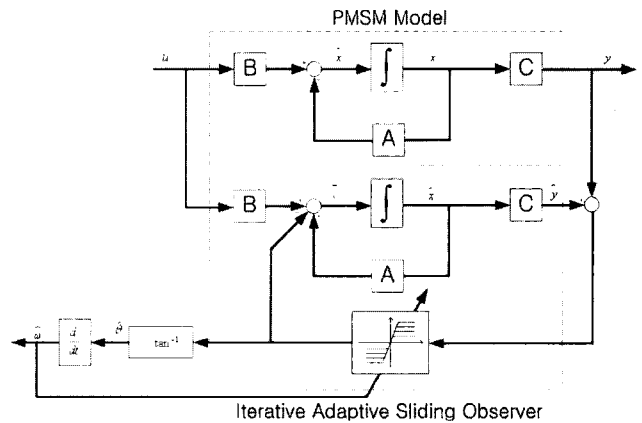 PMSM Model
u
B
ẋ
∫
x
C
y
A
B
∫
x̂
C
ŷ
A
ω̂
d/dt
θ̂
tan⁻¹
Iterative Adaptive Sliding Observer